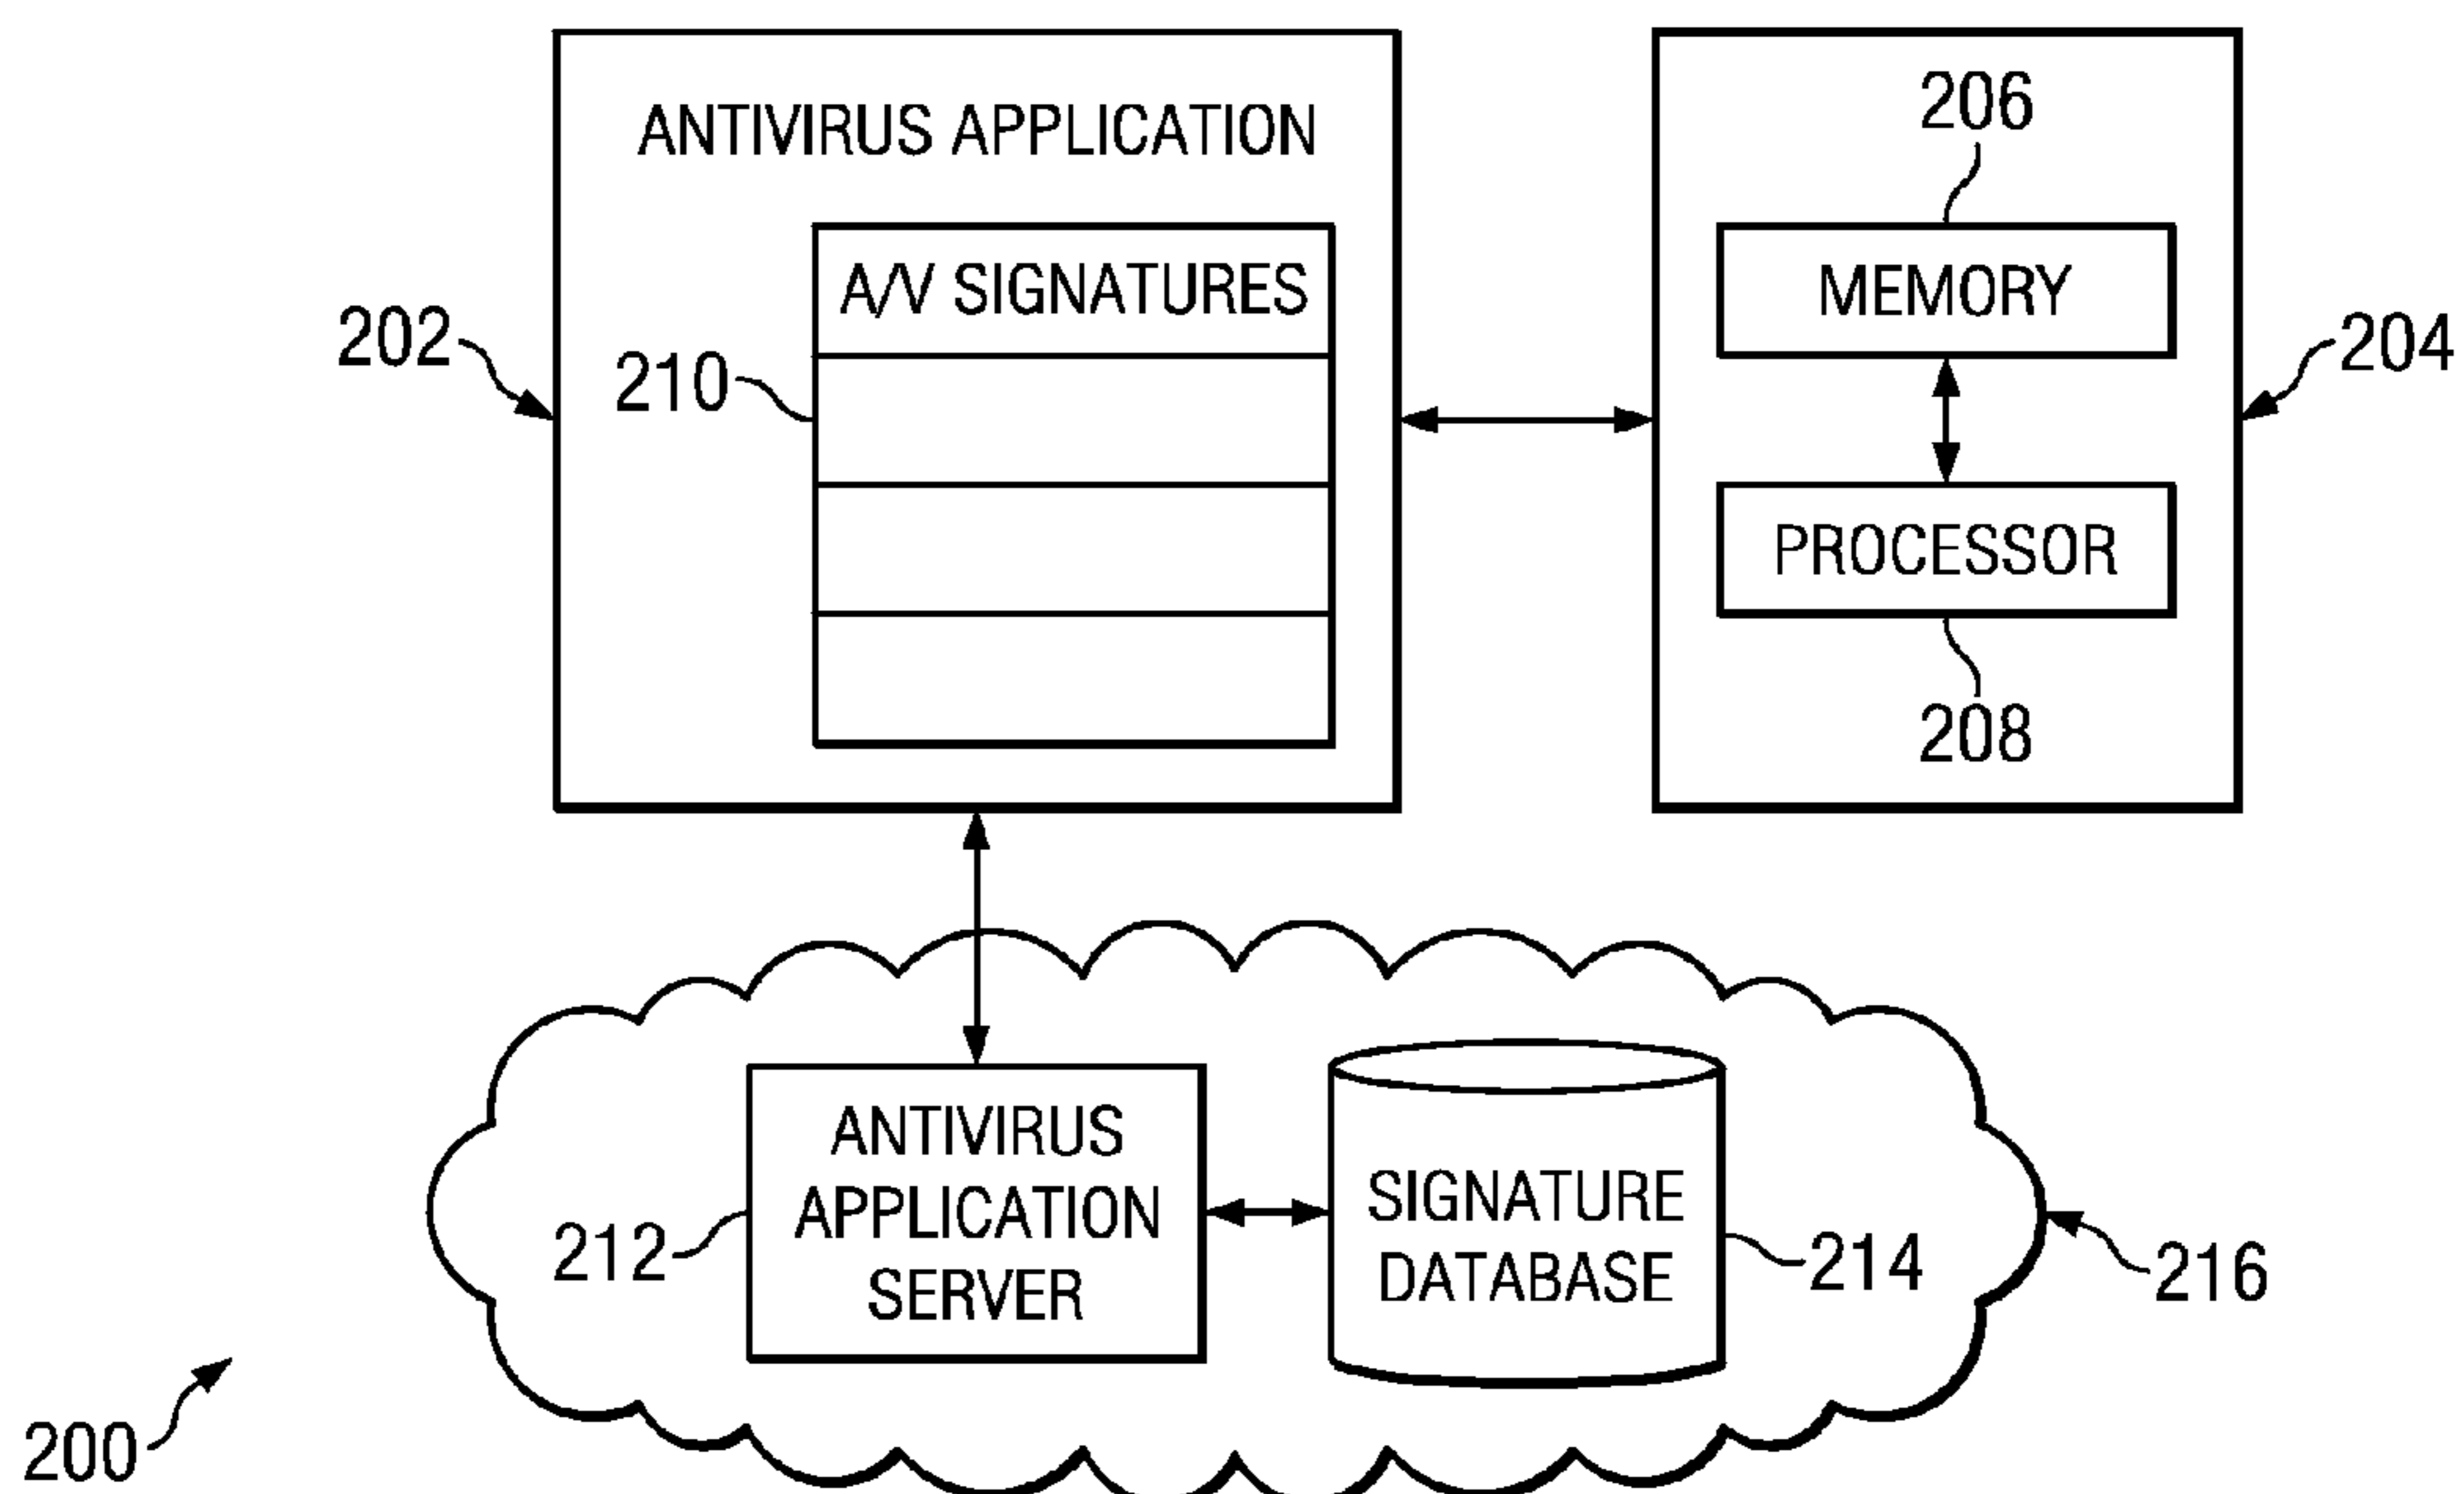 ANTIVIRUS APPLICATION
A/V SIGNATURES
202
210
206
MEMORY
204
PROCESSOR
208
ANTIVIRUS
APPLICATION
SERVER
212
SIGNATURE
DATABASE
214
216
200